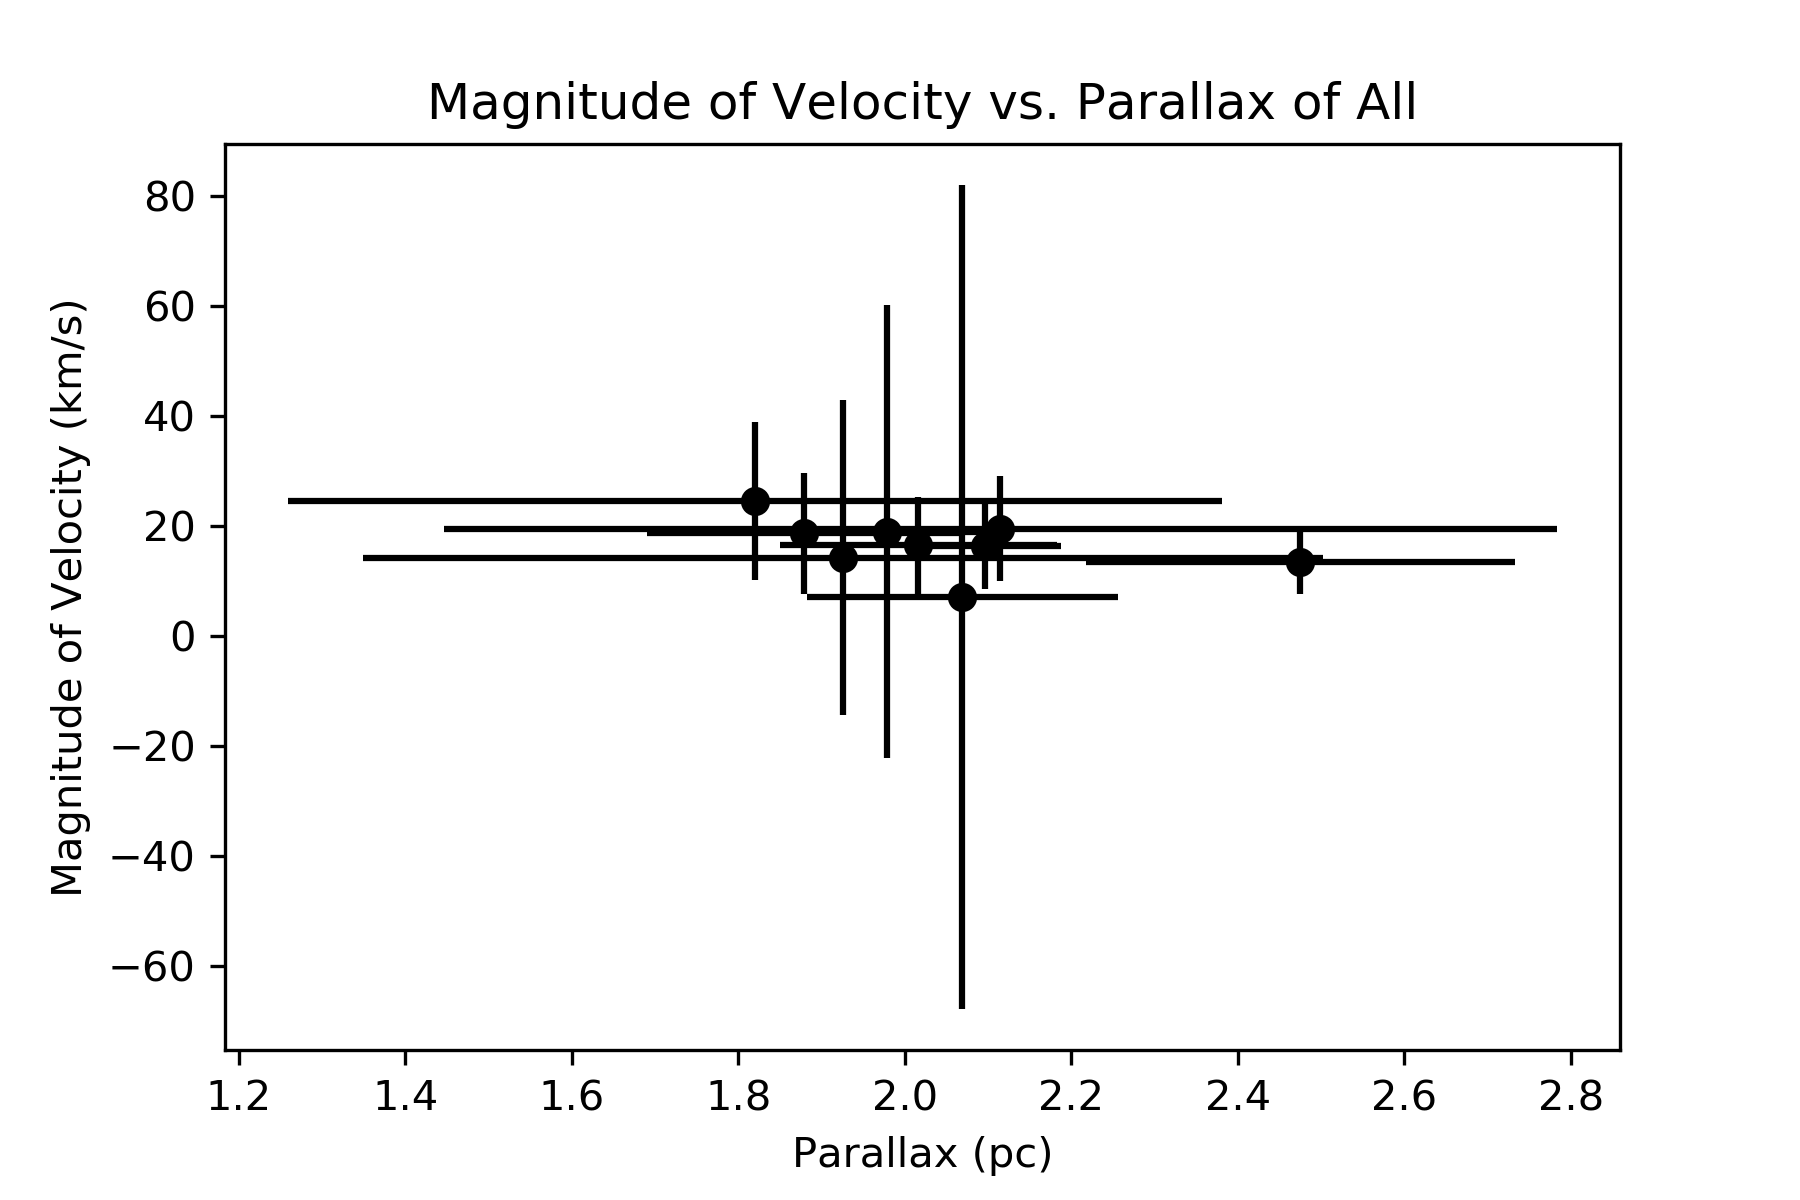 Magnitude of Velocity vs. Parallax of All
Magnitude of Velocity (km/s)
80
60
40
20
0
−20
−40
−60
1.2 1.4 1.6 1.8 2.0 2.2 2.4 2.6 2.8
Parallax (pc)